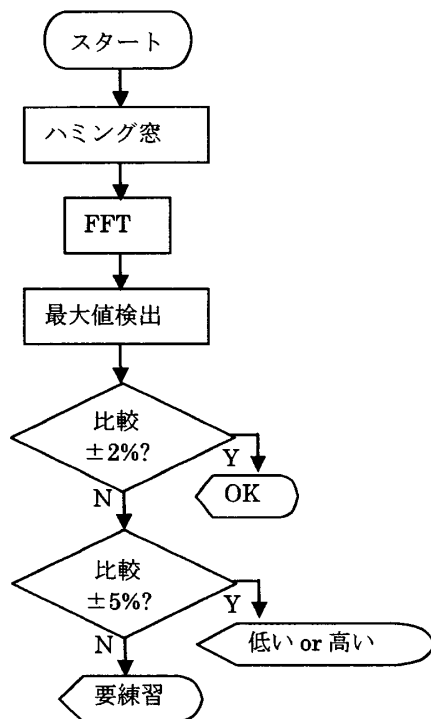 スタート
ハミング窓
FFT
最大値検出
比較
±2%?
Y
OK
N
比較
±5%?
Y
低い or 高い
N
要練習